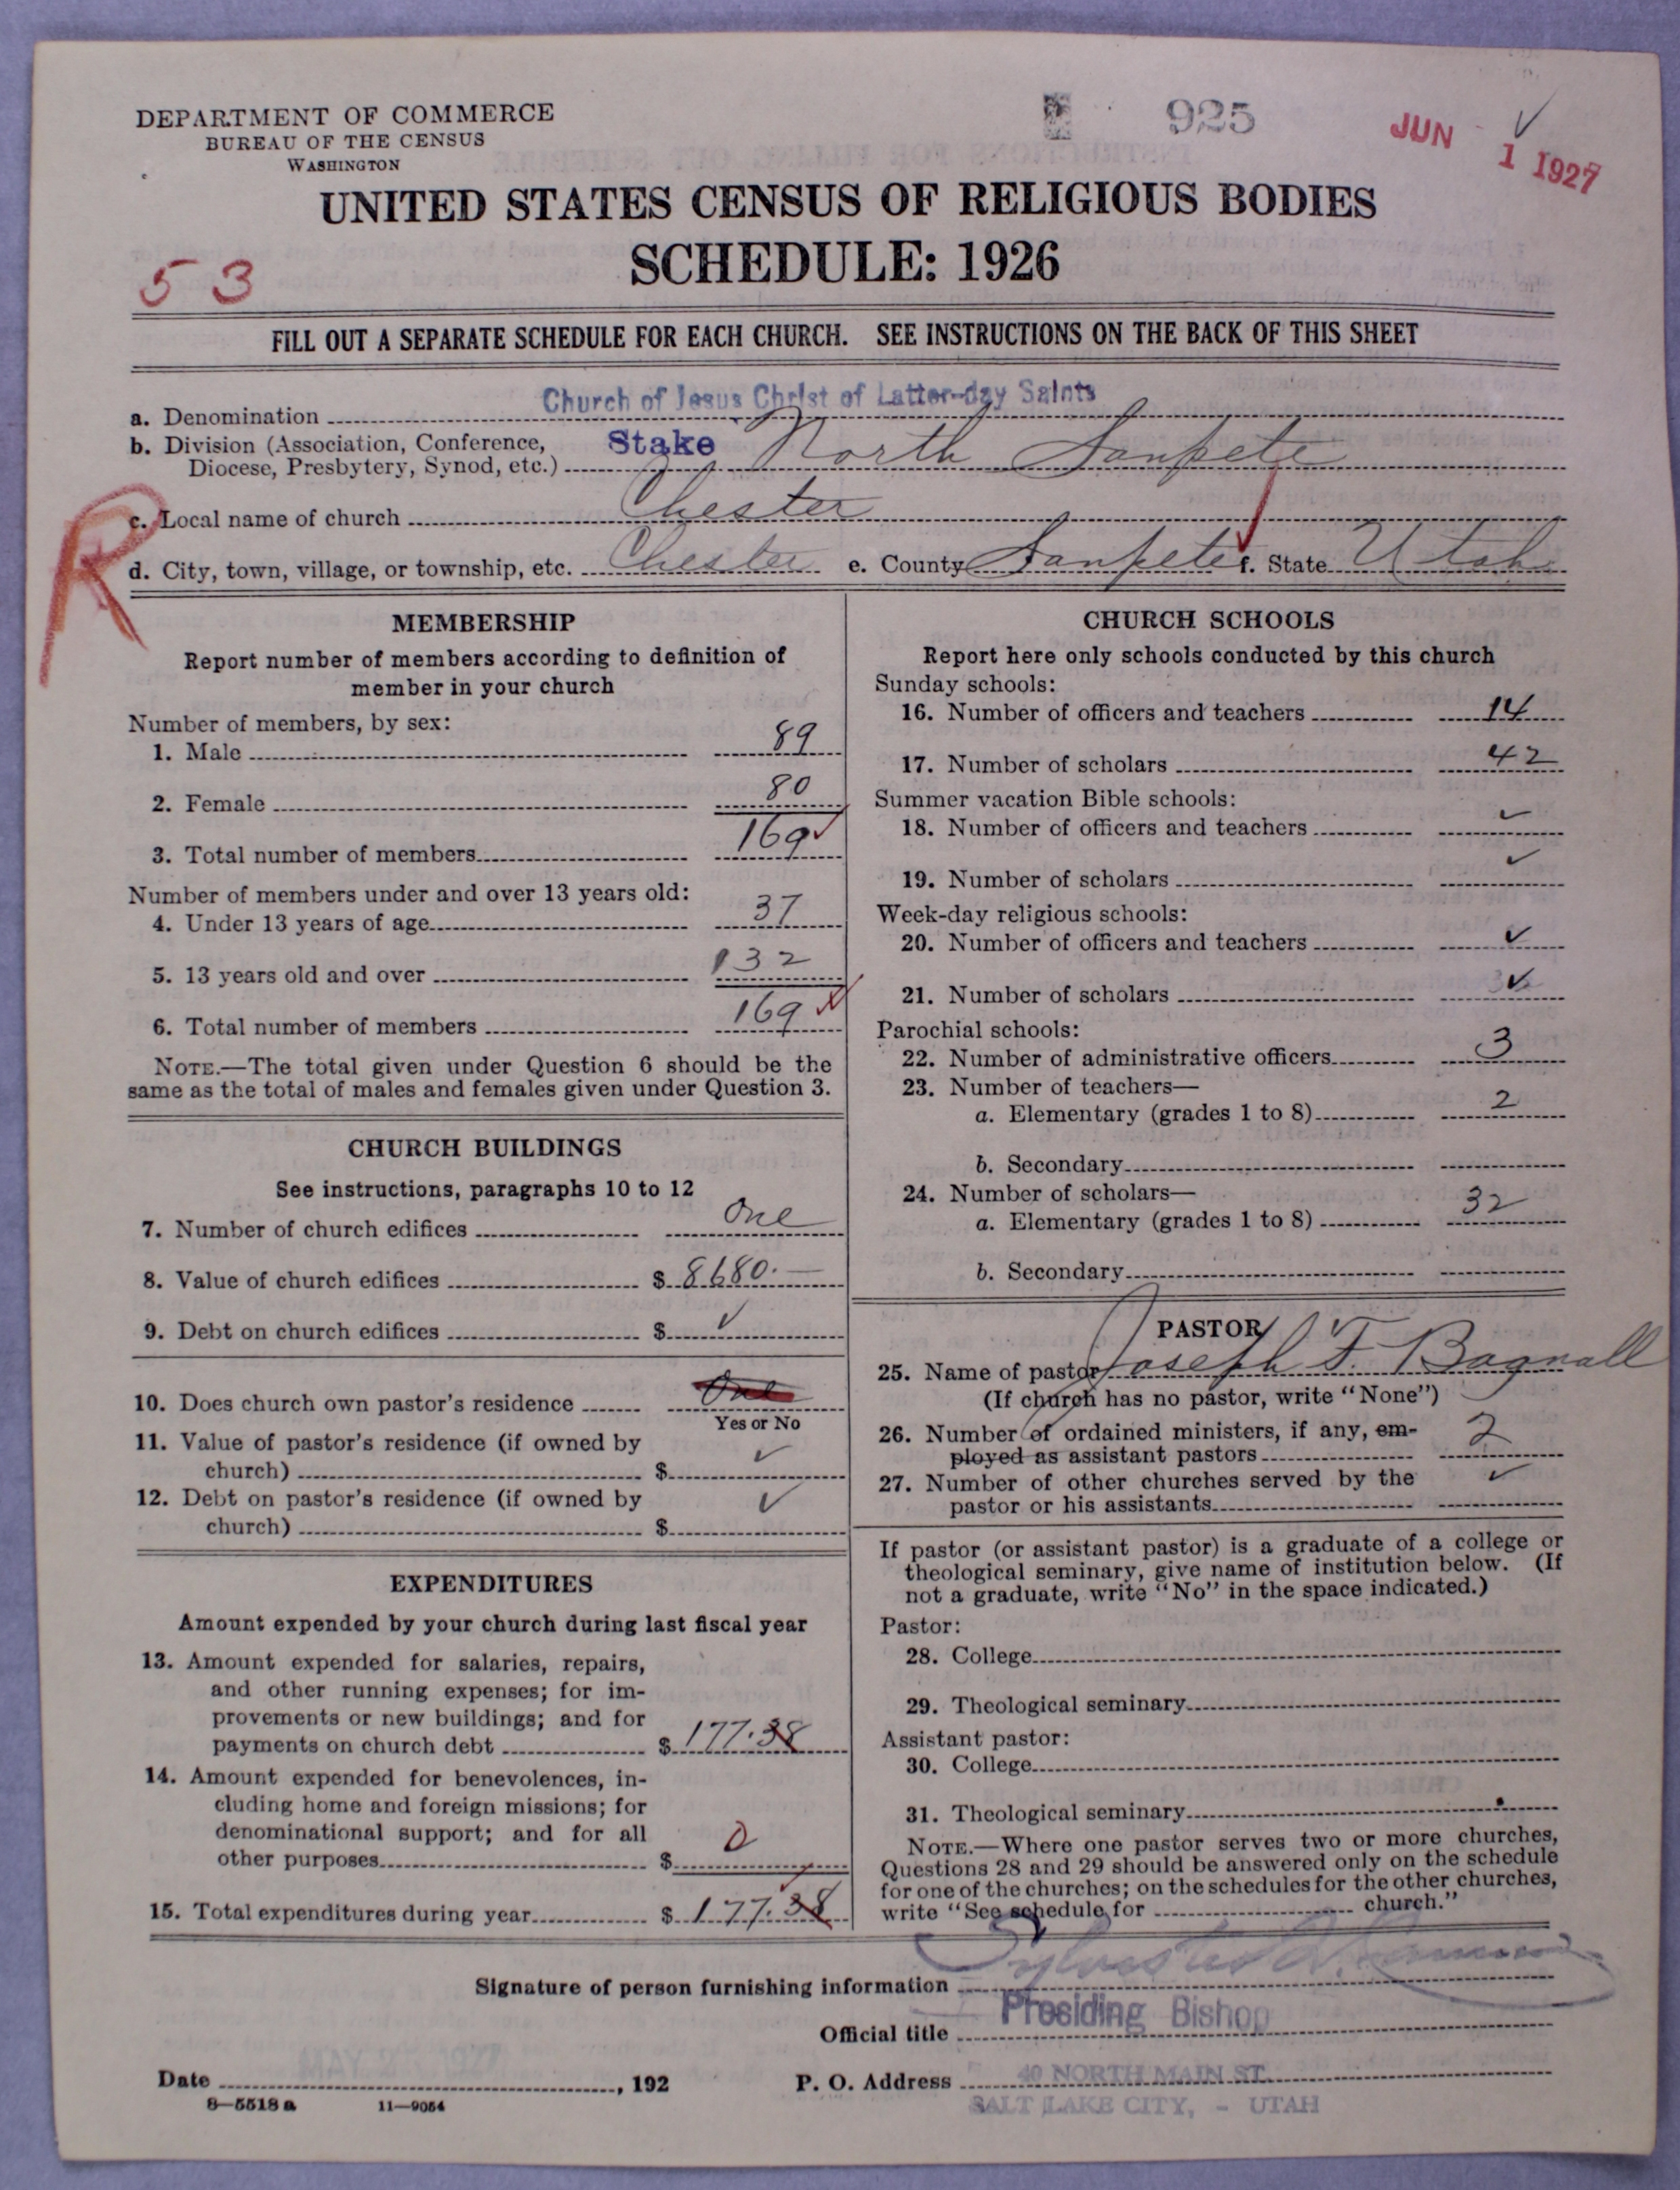 DEPARTMENT OF COMMERCE
BUREAU OF THE CENSUS
WASHINGTON
925
JUN 1 1927
UNITED STATES CENSUS OF RELIGIOUS BODIES
SCHEDULE: 1926
53
FILL OUT A SEPARATE SCHEDULE FOR EACH CHURCH. SEE INSTRUCTIONS ON THE BACK OF THIS SHEET
a. Denomination Church of Jesus Christ of Latter-day Saints
b. Division (Association, Conference,
Diocese, Presbytery, Synod, etc.) Stake North Sanpete
R
c. Local name of church Chester
d. City, town, village, or township, etc. Chester e. County Sanpete f. State Utah
MEMBERSHIP
Report number of members according to definition of
member in your church
Number of members, by sex:
1. Male 89
2. Female 80
3. Total number of members 169
Number of members under and over 13 years old:
4. Under 13 years of age 37
5. 13 years old and over 132
6. Total number of members 169
NOTE.—The total given under Question 6 should be the
same as the total of males and females given under Question 3.
CHURCH BUILDINGS
See instructions, paragraphs 10 to 12
7. Number of church edifices One
8. Value of church edifices $ 8680.—
9. Debt on church edifices $ ✓
10. Does church own pastor's residence One
Yes or No
11. Value of pastor's residence (if owned by
church) $ ✓
12. Debt on pastor's residence (if owned by
church) $ ✓
EXPENDITURES
Amount expended by your church during last fiscal year
13. Amount expended for salaries, repairs,
and other running expenses; for im-
provements or new buildings; and for
payments on church debt $ 177.38
14. Amount expended for benevolences, in-
cluding home and foreign missions; for
denominational support; and for all
other purposes $ 0
15. Total expenditures during year $ 177.38
CHURCH SCHOOLS
Report here only schools conducted by this church
Sunday schools:
16. Number of officers and teachers 14
17. Number of scholars 42
Summer vacation Bible schools:
18. Number of officers and teachers ✓
19. Number of scholars ✓
Week-day religious schools:
20. Number of officers and teachers ✓
21. Number of scholars ✓
Parochial schools:
22. Number of administrative officers 3
23. Number of teachers—
a. Elementary (grades 1 to 8) 2
b. Secondary
24. Number of scholars—
a. Elementary (grades 1 to 8) 32
b. Secondary
PASTOR
25. Name of pastor Joseph F. Bagnall
(If church has no pastor, write "None")
26. Number of ordained ministers, if any, em-
ployed as assistant pastors 2
27. Number of other churches served by the
pastor or his assistants ✓
If pastor (or assistant pastor) is a graduate of a college or
theological seminary, give name of institution below. (If
not a graduate, write "No" in the space indicated.)
Pastor:
28. College
29. Theological seminary
Assistant pastor:
30. College
31. Theological seminary
NOTE.—Where one pastor serves two or more churches,
Questions 28 and 29 should be answered only on the schedule
for one of the churches; on the schedules for the other churches,
write "See schedule for church."
Signature of person furnishing information Sylvester Q. Cannon
Official title Presiding Bishop
Date , 192
P. O. Address 40 NORTH MAIN ST.
SALT LAKE CITY, - UTAH
8—5518 a 11—9054